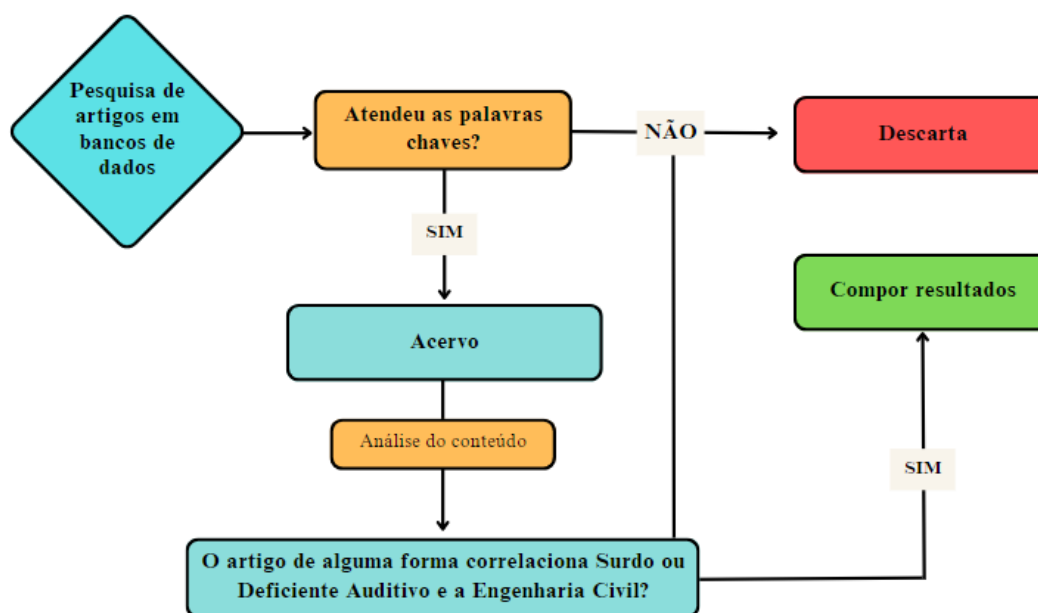 Pesquisa de
artigos em
bancos de
dados
Atendeu as palavras
chaves?
NÃO
Descarta
SIM
Compor resultados
Acervo
Análise do conteúdo
SIM
O artigo de alguma forma correlaciona Surdo ou
Deficiente Auditivo e a Engenharia Civil?